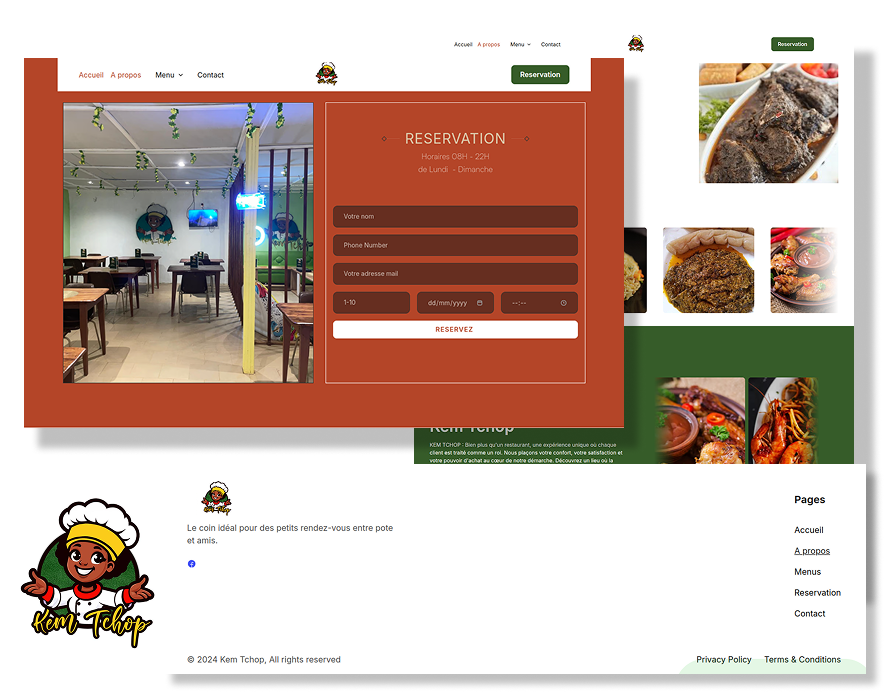 Accueil A propos Menu Contact
Reservation
Accueil A propos Menu Contact
Kem Tchop
Reservation
RESERVATION
Horaires 08H - 22H
de Lundi - Dimanche
Votre nom
Phone Number
Votre adresse mail
1-10 dd/mm/yyyy --:--
RESERVEZ
Kem Tchop
KEM TCHOP : Bien plus qu'un restaurant, une expérience unique où chaque
client est traité comme un roi. Nous plaçons votre confort, votre satisfaction et
votre pouvoir d'achat au cœur de notre démarche. Découvrez un lieu où la
Kem Tchop
Kem Tchop
Le coin idéal pour des petits rendez-vous entre pote
et amis.
Pages
Accueil
A propos
Menus
Reservation
Contact
© 2024 Kem Tchop, All rights reserved
Privacy Policy Terms & Conditions